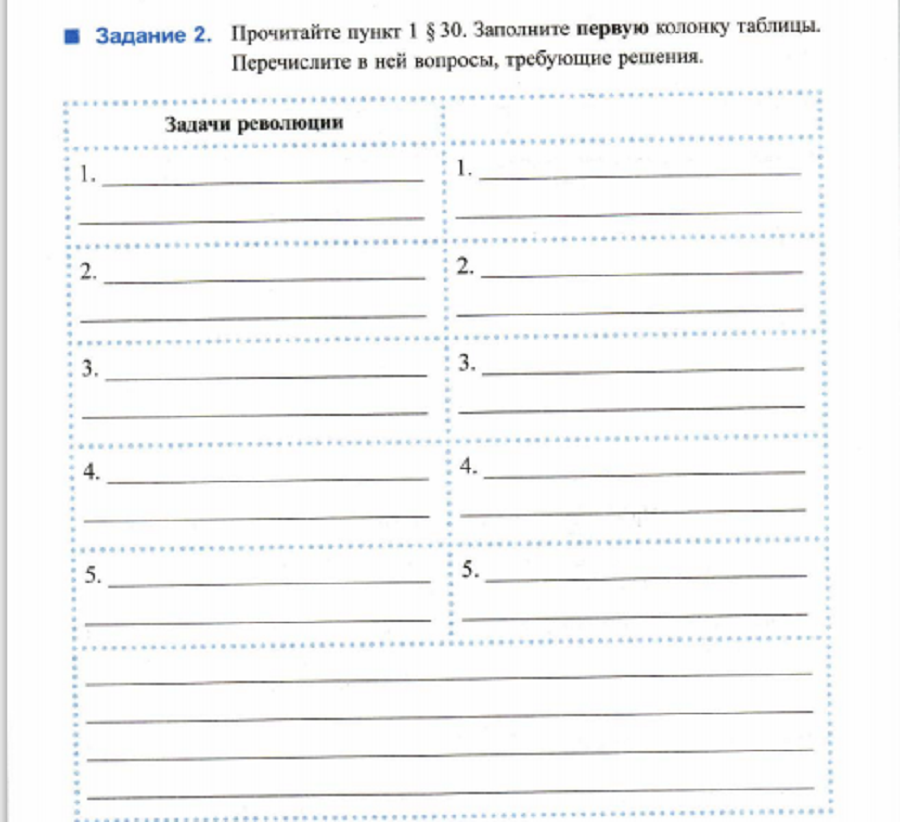 Задание 2. Прочитайте пункт 1 § 30. Заполните первую колонку таблицы.
Перечислите в ней вопросы, требующие решения.
Задачи революции
1. 1.
2. 2.
3. 3.
4. 4.
5. 5.